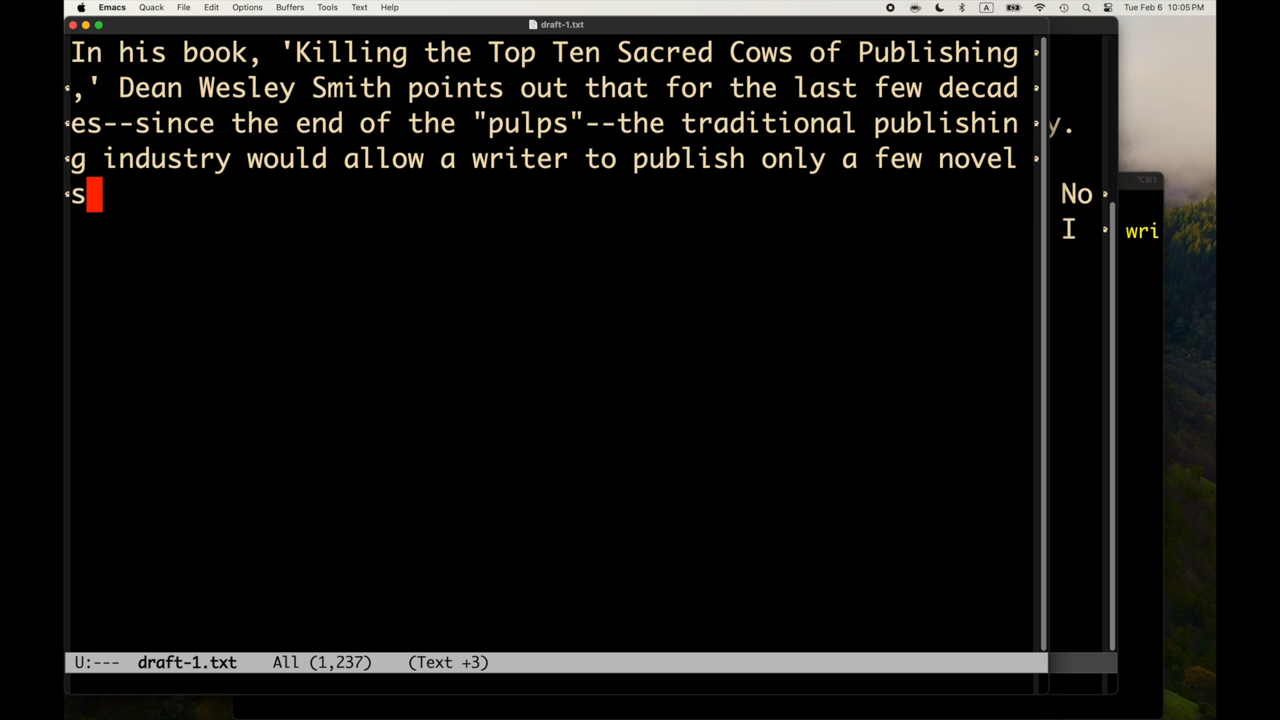 Emacs Quack File Edit Options Buffers Tools Text Help A Tue Feb 6 10:05 PM
draft-1.txt
In his book, 'Killing the Top Ten Sacred Cows of Publishing
,' Dean Wesley Smith points out that for the last few decad
es--since the end of the "pulps"--the traditional publishin
g industry would allow a writer to publish only a few novel
s
y.
⌥⌘1
No
I
wri
U:--- draft-1.txt All (1,237) (Text +3)